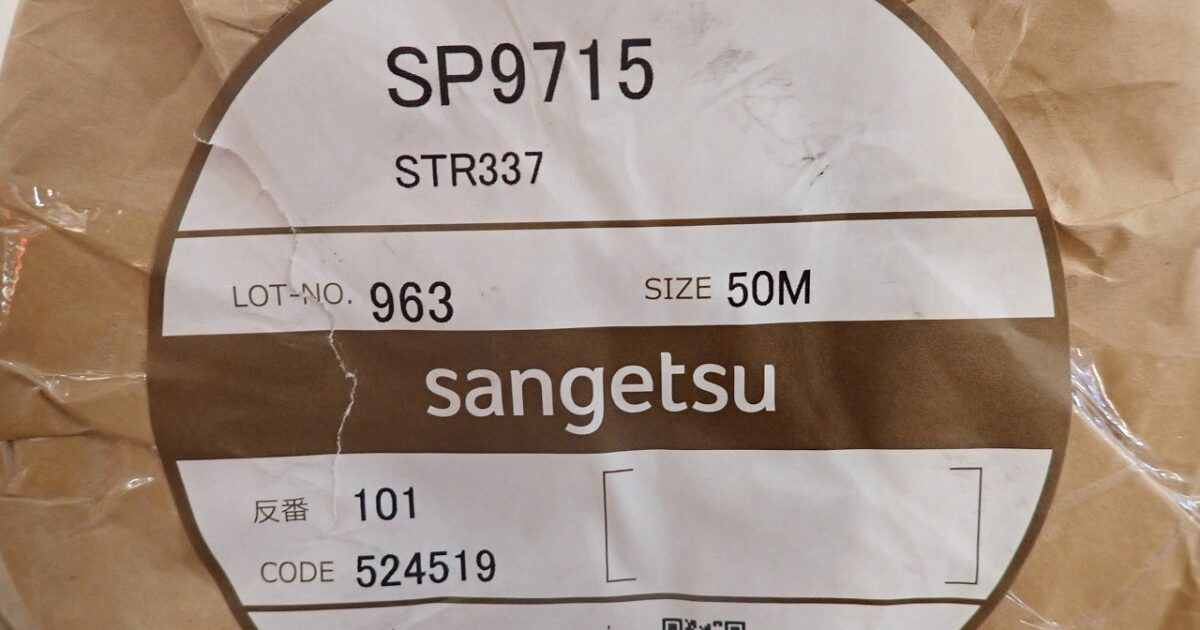 SP9715
STR337
LOT-NO. 963 SIZE 50M
sangetsu
反番 101
CODE 524519